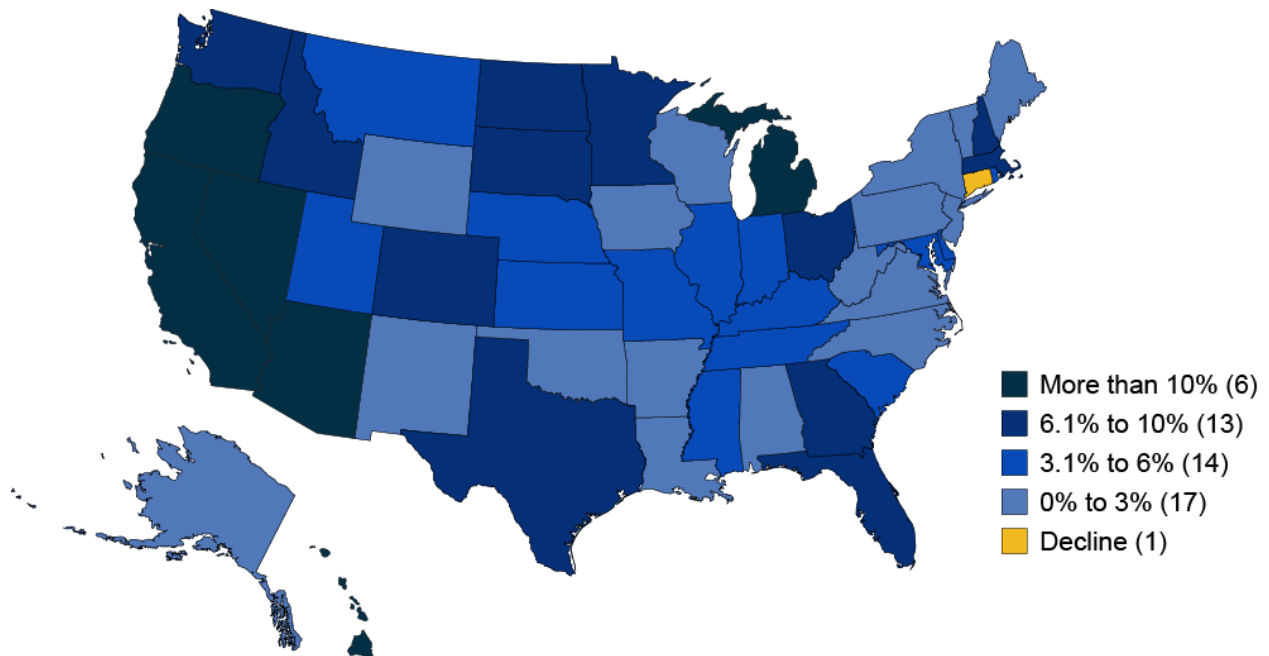 More than 10% (6)
6.1% to 10% (13)
3.1% to 6% (14)
0% to 3% (17)
Decline (1)